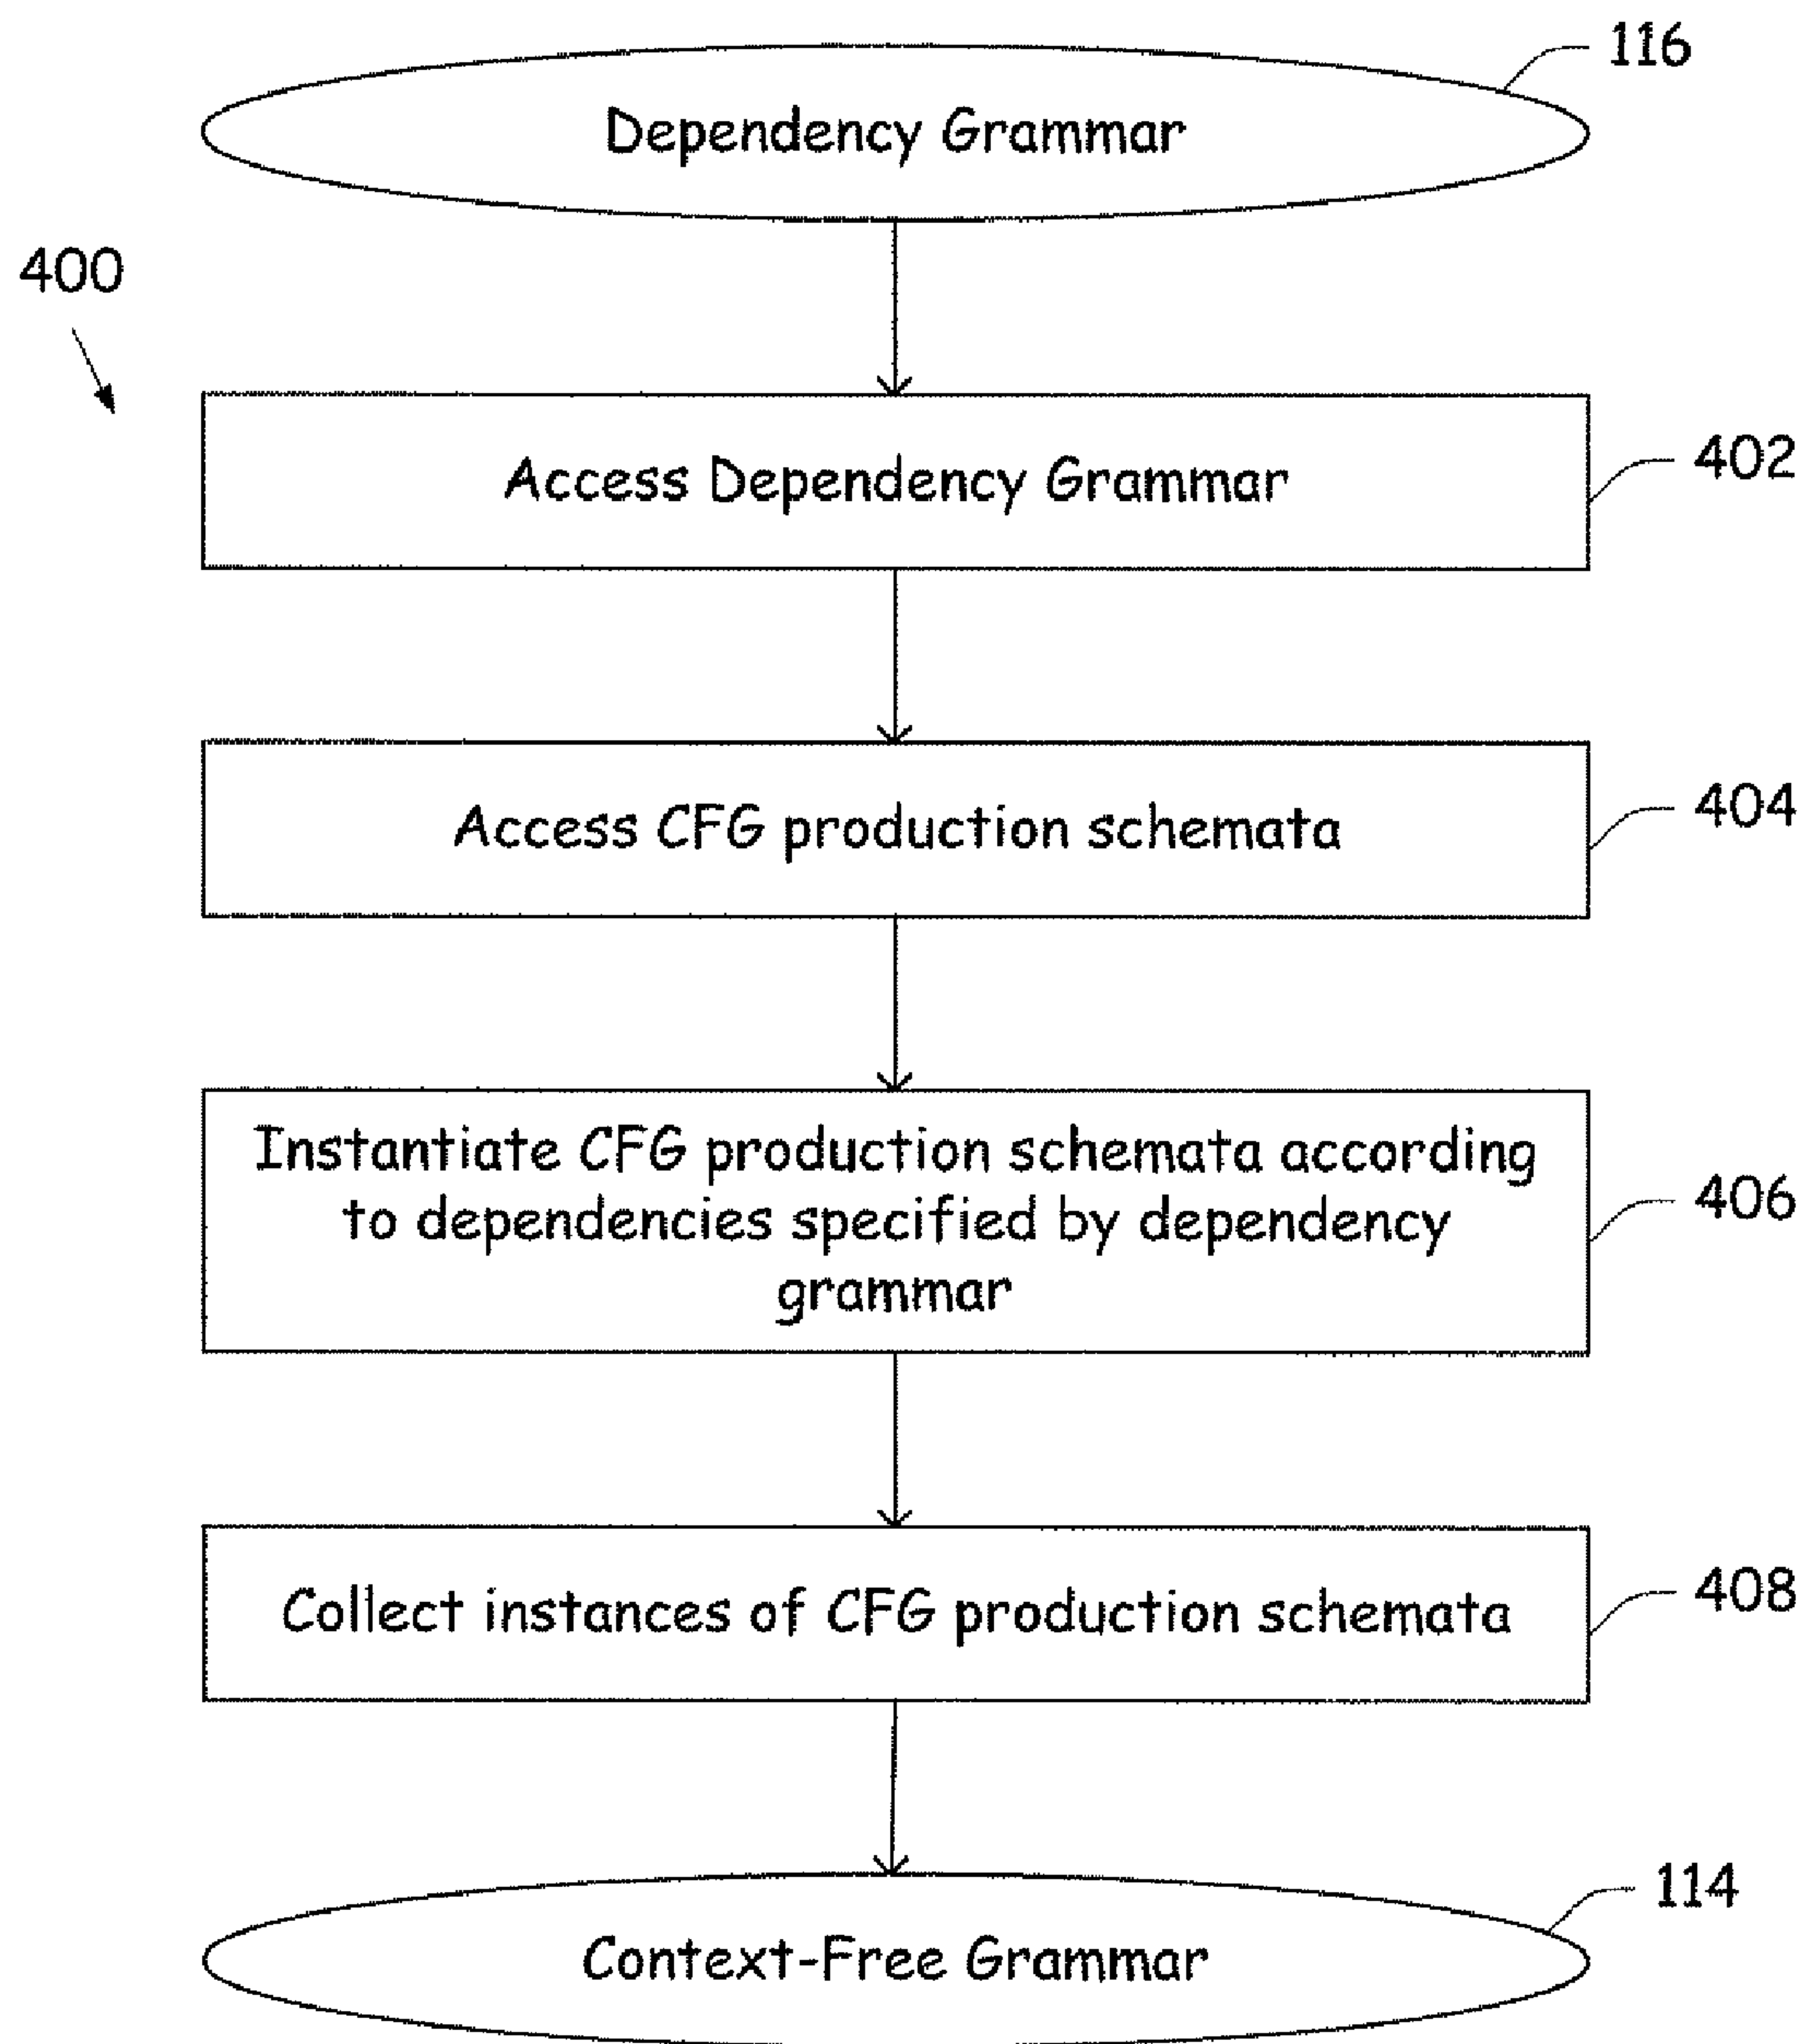 116
Dependency Grammar
400
Access Dependency Grammar
402
Access CFG production schemata
404
Instantiate CFG production schemata according
to dependencies specified by dependency
grammar
406
Collect instances of CFG production schemata
408
114
Context-Free Grammar